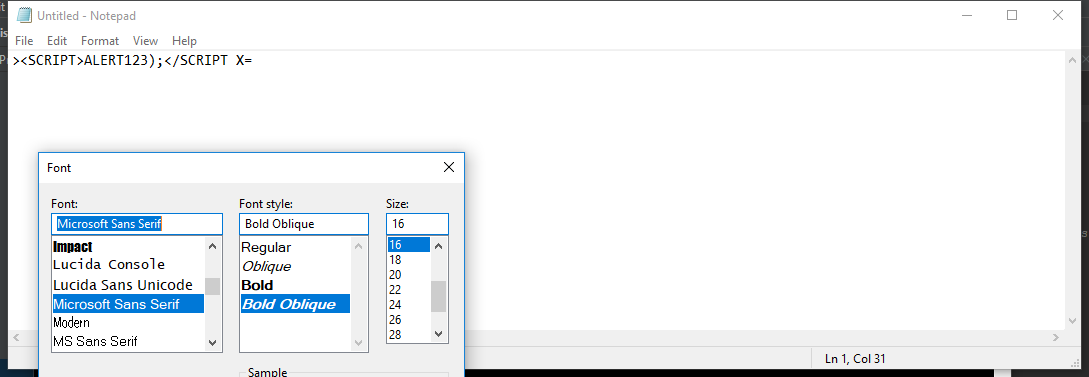 Untitled - Notepad
File Edit Format View Help
><SCRIPT>ALERT123);</SCRIPT X=
Font
Font: Font style: Size:
Microsoft Sans Serif Bold Oblique 16
Impact Regular 16
Lucida Console Oblique 18
Lucida Sans Unicode Bold 20
Microsoft Sans Serif Bold Oblique 22
Modern 24
MS Sans Serif 26
28
Sample
Ln 1, Col 31